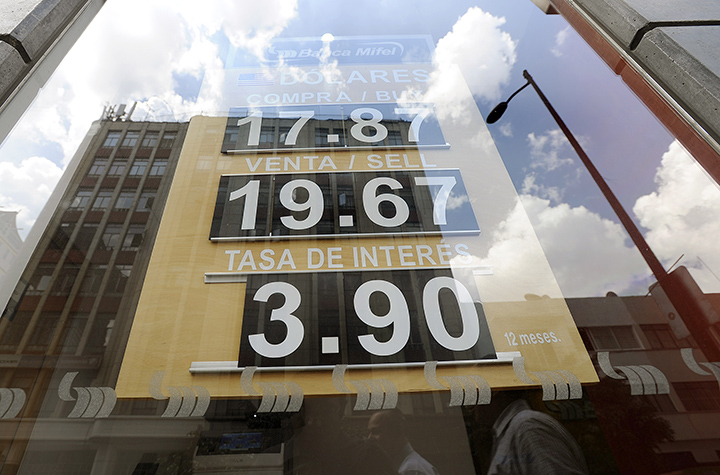 Banca Mifel
DOLARES
COMPRA / BUY
17.87
VENTA / SELL
19.67
TASA DE INTERÉS
3.90
12 meses.